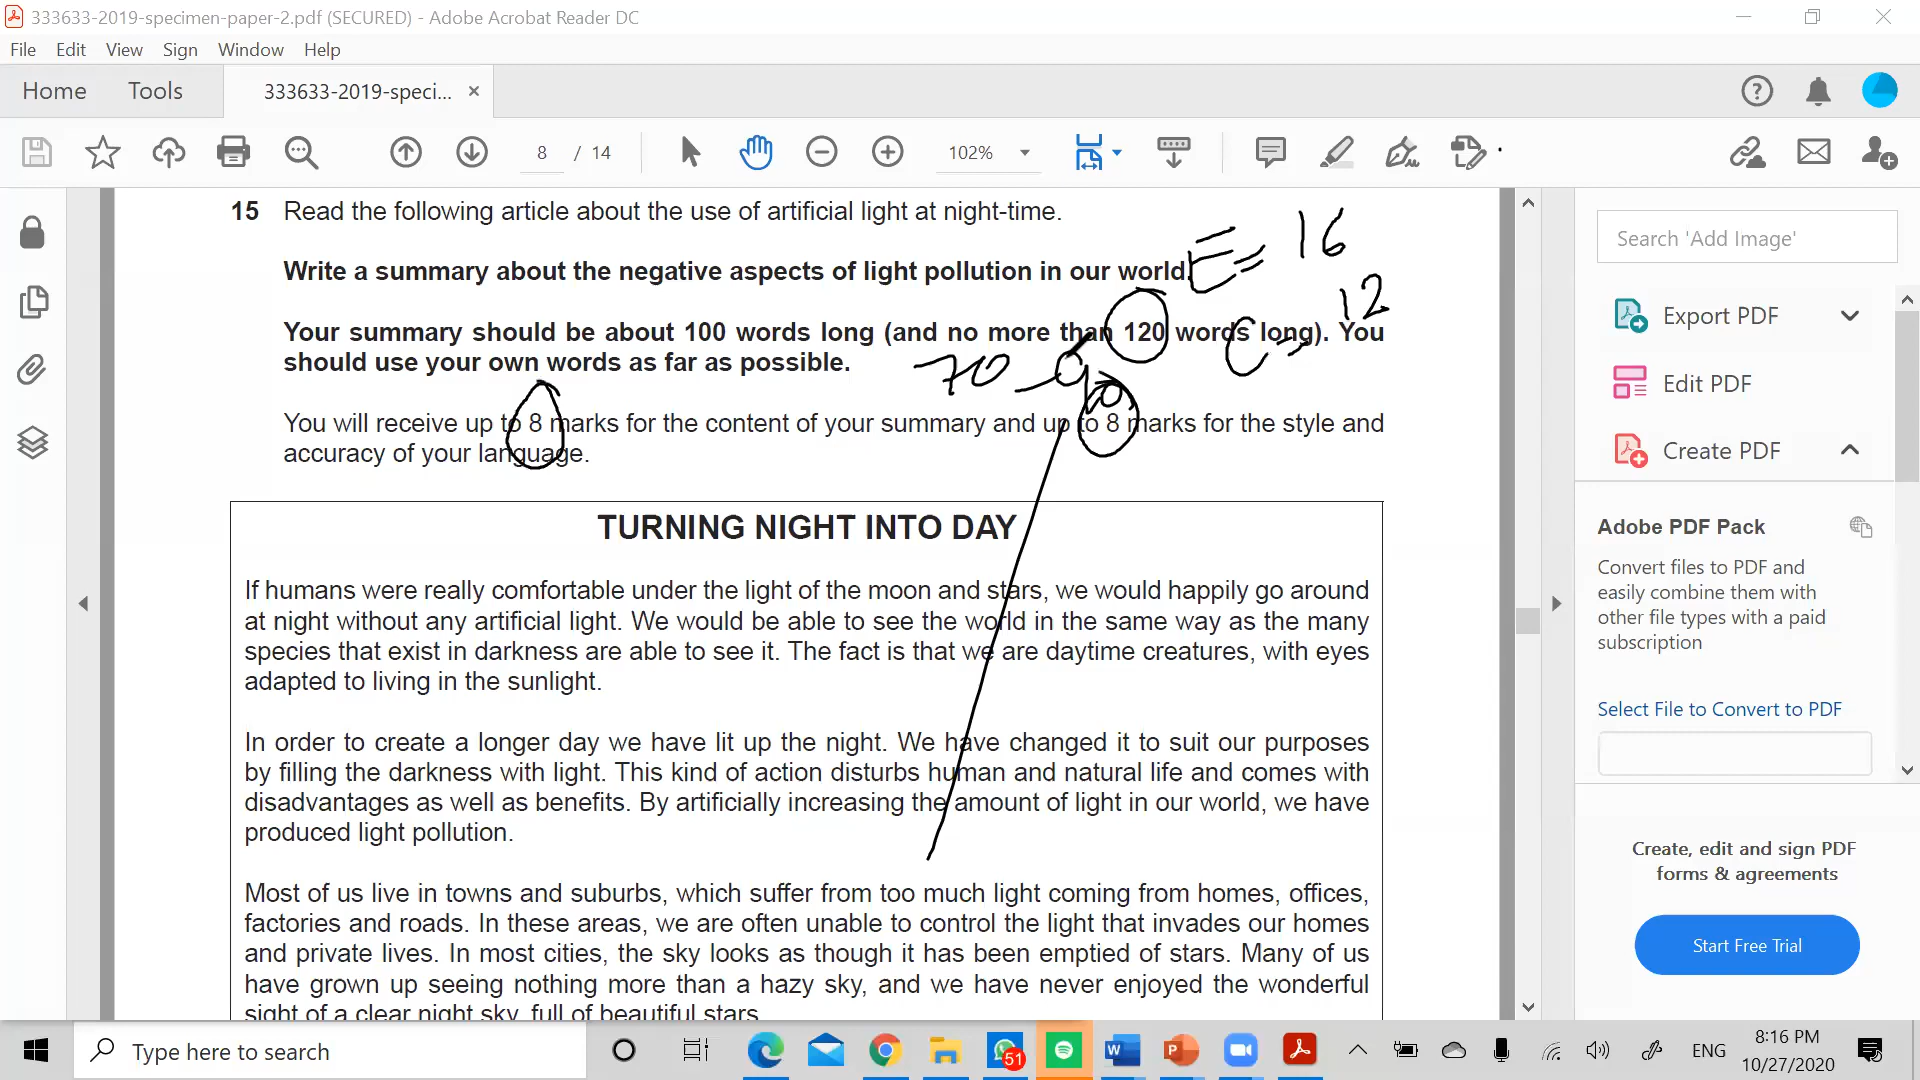 333633-2019-specimen-paper-2.pdf (SECURED) - Adobe Acrobat Reader DC
File Edit View Sign Window Help
Home Tools 333633-2019-speci... ×
8 / 14 102%
15 Read the following article about the use of artificial light at night-time.
E= 16
Write a summary about the negative aspects of light pollution in our world.
C= 12
Your summary should be about 100 words long (and no more than 120 words long). You
should use your own words as far as possible.
70-90
You will receive up to 8 marks for the content of your summary and up to 8 marks for the style and
accuracy of your language.
TURNING NIGHT INTO DAY
If humans were really comfortable under the light of the moon and stars, we would happily go around
at night without any artificial light. We would be able to see the world in the same way as the many
species that exist in darkness are able to see it. The fact is that we are daytime creatures, with eyes
adapted to living in the sunlight.
In order to create a longer day we have lit up the night. We have changed it to suit our purposes
by filling the darkness with light. This kind of action disturbs human and natural life and comes with
disadvantages as well as benefits. By artificially increasing the amount of light in our world, we have
produced light pollution.
Most of us live in towns and suburbs, which suffer from too much light coming from homes, offices,
factories and roads. In these areas, we are often unable to control the light that invades our homes
and private lives. In most cities, the sky looks as though it has been emptied of stars. Many of us
have grown up seeing nothing more than a hazy sky, and we have never enjoyed the wonderful
sight of a clear night sky, full of beautiful stars.
Search 'Add Image'
Export PDF
Edit PDF
Create PDF
Adobe PDF Pack
Convert files to PDF and
easily combine them with
other file types with a paid
subscription
Select File to Convert to PDF
Create, edit and sign PDF
forms & agreements
Start Free Trial
Type here to search
51
ENG
8:16 PM
10/27/2020